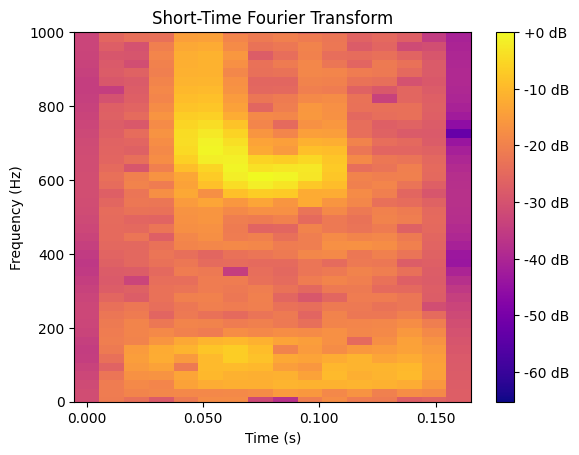 Short-Time Fourier Transform
1000
800
600
400
200
0
Frequency (Hz)
0.000
0.050
0.100
0.150
Time (s)
+0 dB
-10 dB
-20 dB
-30 dB
-40 dB
-50 dB
-60 dB